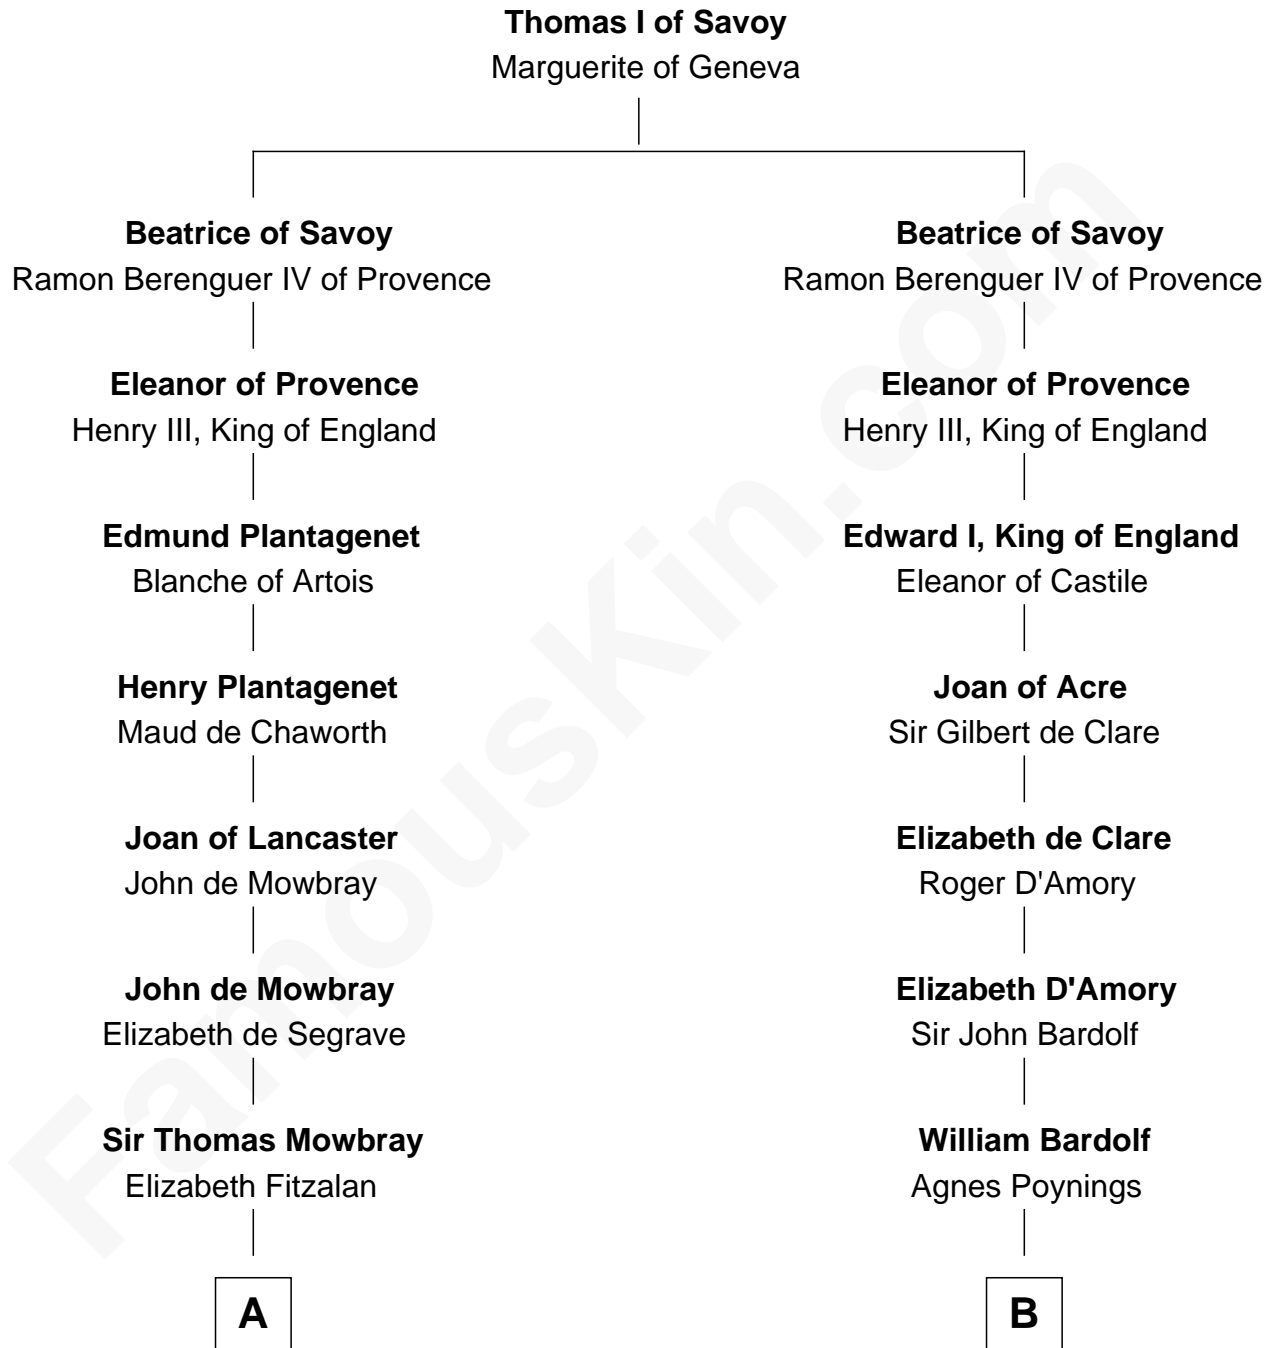 Thomas I of Savoy
Marguerite of Geneva
Beatrice of Savoy
Ramon Berenguer IV of Provence
Eleanor of Provence
Henry III, King of England
Edmund Plantagenet
Blanche of Artois
Henry Plantagenet
Maud de Chaworth
Joan of Lancaster
John de Mowbray
John de Mowbray
Elizabeth de Segrave
Sir Thomas Mowbray
Elizabeth Fitzalan
A
Beatrice of Savoy
Ramon Berenguer IV of Provence
Eleanor of Provence
Henry III, King of England
Edward I, King of England
Eleanor of Castile
Joan of Acre
Sir Gilbert de Clare
Elizabeth de Clare
Roger D'Amory
Elizabeth D'Amory
Sir John Bardolf
William Bardolf
Agnes Poynings
B
FamousKin.com